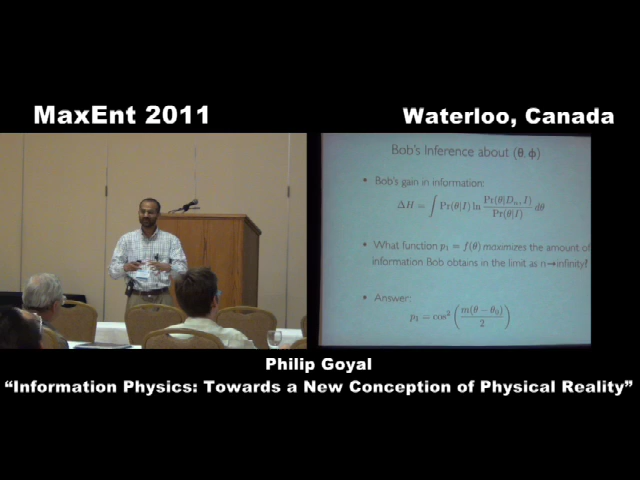 MaxEnt 2011
Waterloo, Canada
Bob's Inference about (θ, ϕ)
• Bob's gain in information:
ΔH = ∫ Pr(θ|I) ln Pr(θ|Dₙ, I) / Pr(θ|I) dθ
• What function p₁ = f(θ) maximizes the amount of
information Bob obtains in the limit as n→infinity?
• Answer:
p₁ = cos² (m(θ − θ₀) / 2)
Philip Goyal
“Information Physics: Towards a New Conception of Physical Reality”